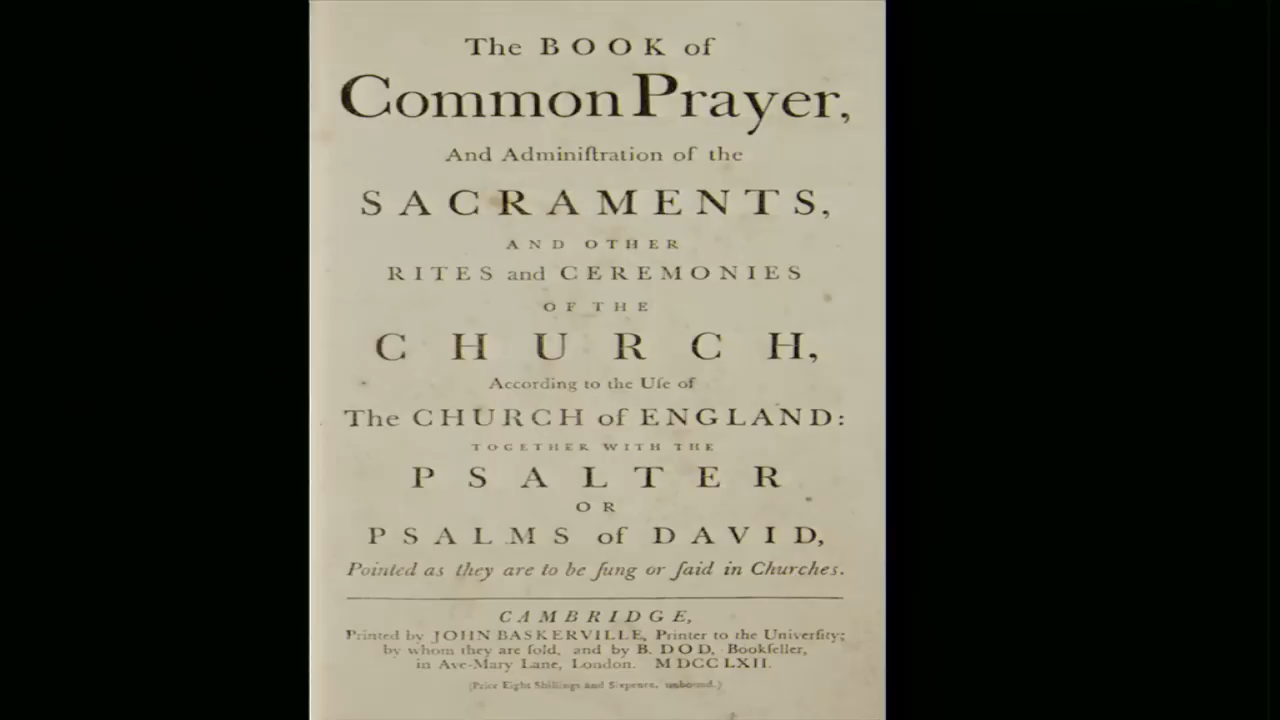 The BOOK of
Common Prayer,
And Adminiſtration of the
SACRAMENTS,
AND OTHER
RITES and CEREMONIES
OF THE
CHURCH,
According to the Uſe of
The CHURCH of ENGLAND:
TOGETHER WITH THE
PSALTER
OR
PSALMS of DAVID,
Pointed as they are to be ſung or ſaid in Churches.
CAMBRIDGE,
Printed by JOHN BASKERVILLE, Printer to the Univerſity;
by whom they are ſold, and by B. DOD, Bookſeller,
in Ave-Mary Lane, London. MDCCLXII.
(Price Eight Shillings and Sixpence, unbound.)